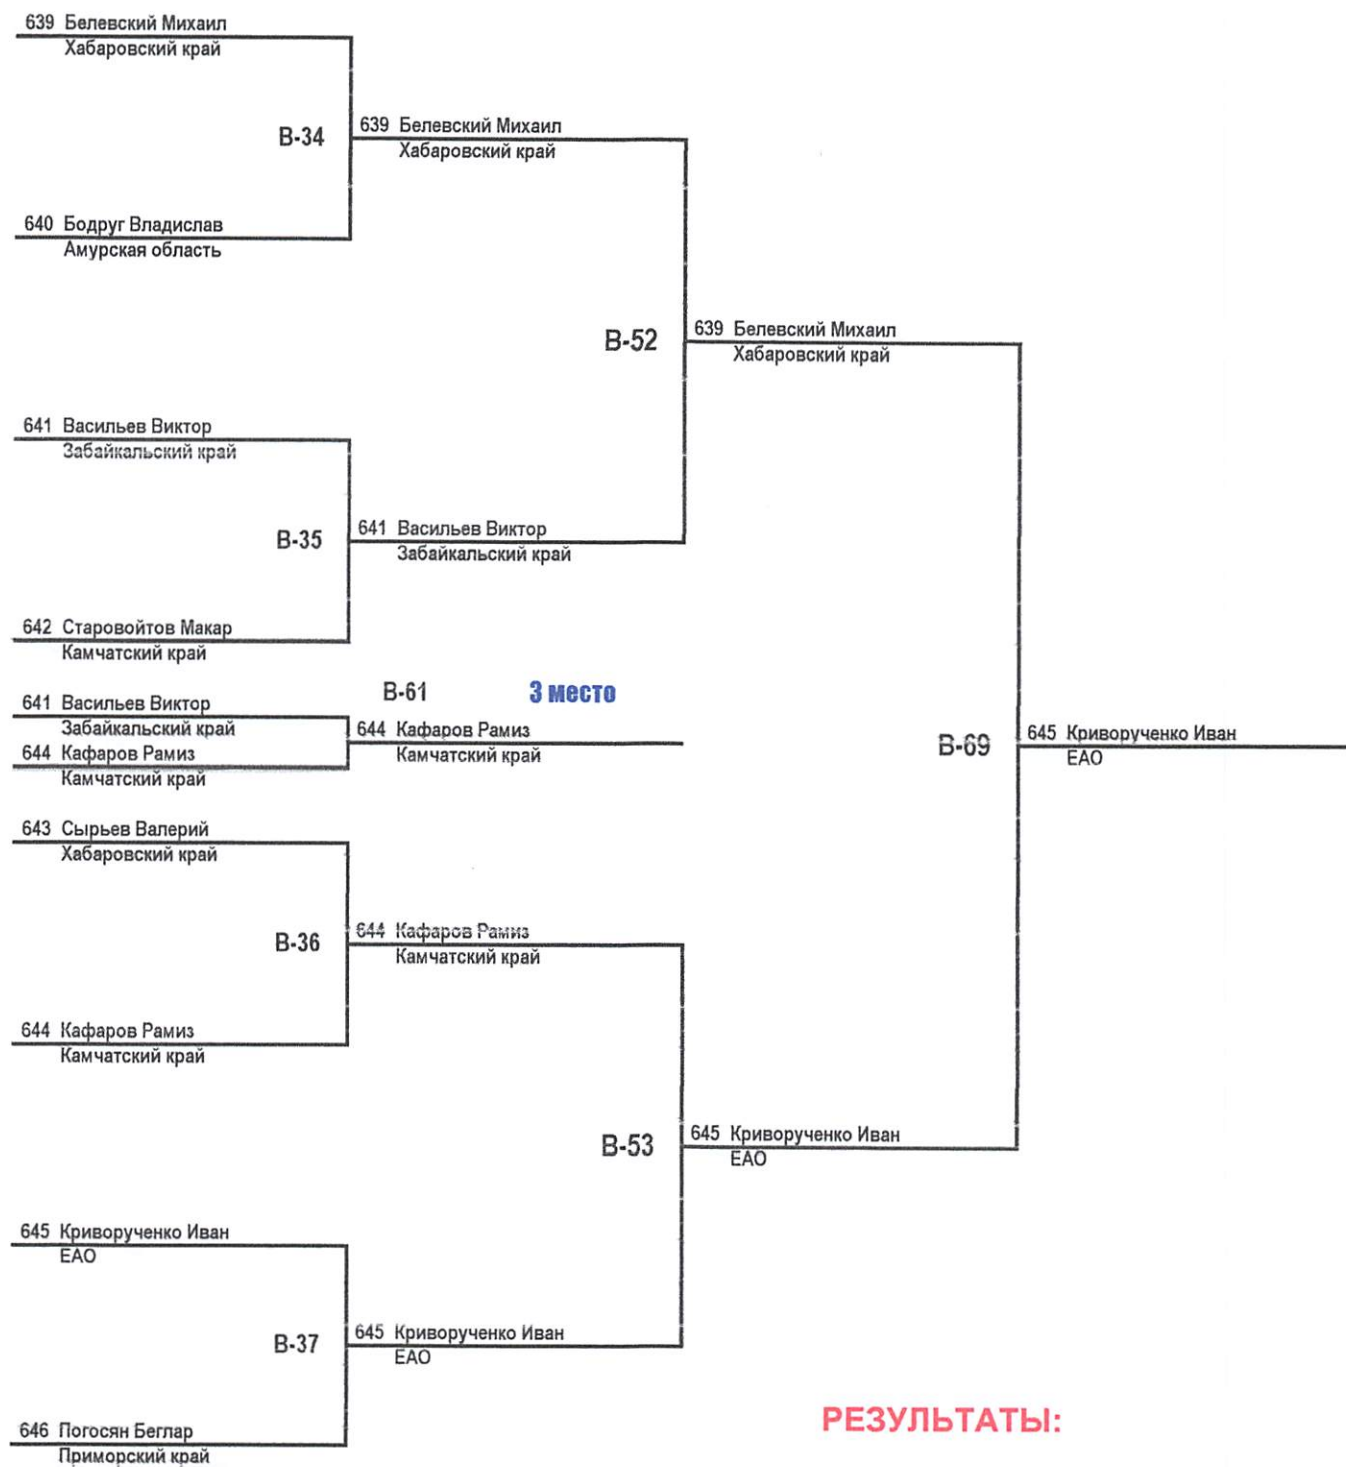 639 Белевский Михаил
Хабаровский край
B-34
639 Белевский Михаил
Хабаровский край
640 Бодруг Владислав
Амурская область
B-52
639 Белевский Михаил
Хабаровский край
641 Васильев Виктор
Забайкальский край
B-35
641 Васильев Виктор
Забайкальский край
642 Старовойтов Макар
Камчатский край
B-61 3 место
641 Васильев Виктор
Забайкальский край
644 Кафаров Рамиз
Камчатский край
644 Кафаров Рамиз
Камчатский край
B-69
645 Криворученко Иван
ЕАО
643 Сырьев Валерий
Хабаровский край
B-36
644 Кафаров Рамиз
Камчатский край
644 Кафаров Рамиз
Камчатский край
B-53
645 Криворученко Иван
ЕАО
645 Криворученко Иван
ЕАО
B-37
645 Криворученко Иван
ЕАО
646 Погосян Беглар
Приморский край
РЕЗУЛЬТАТЫ: